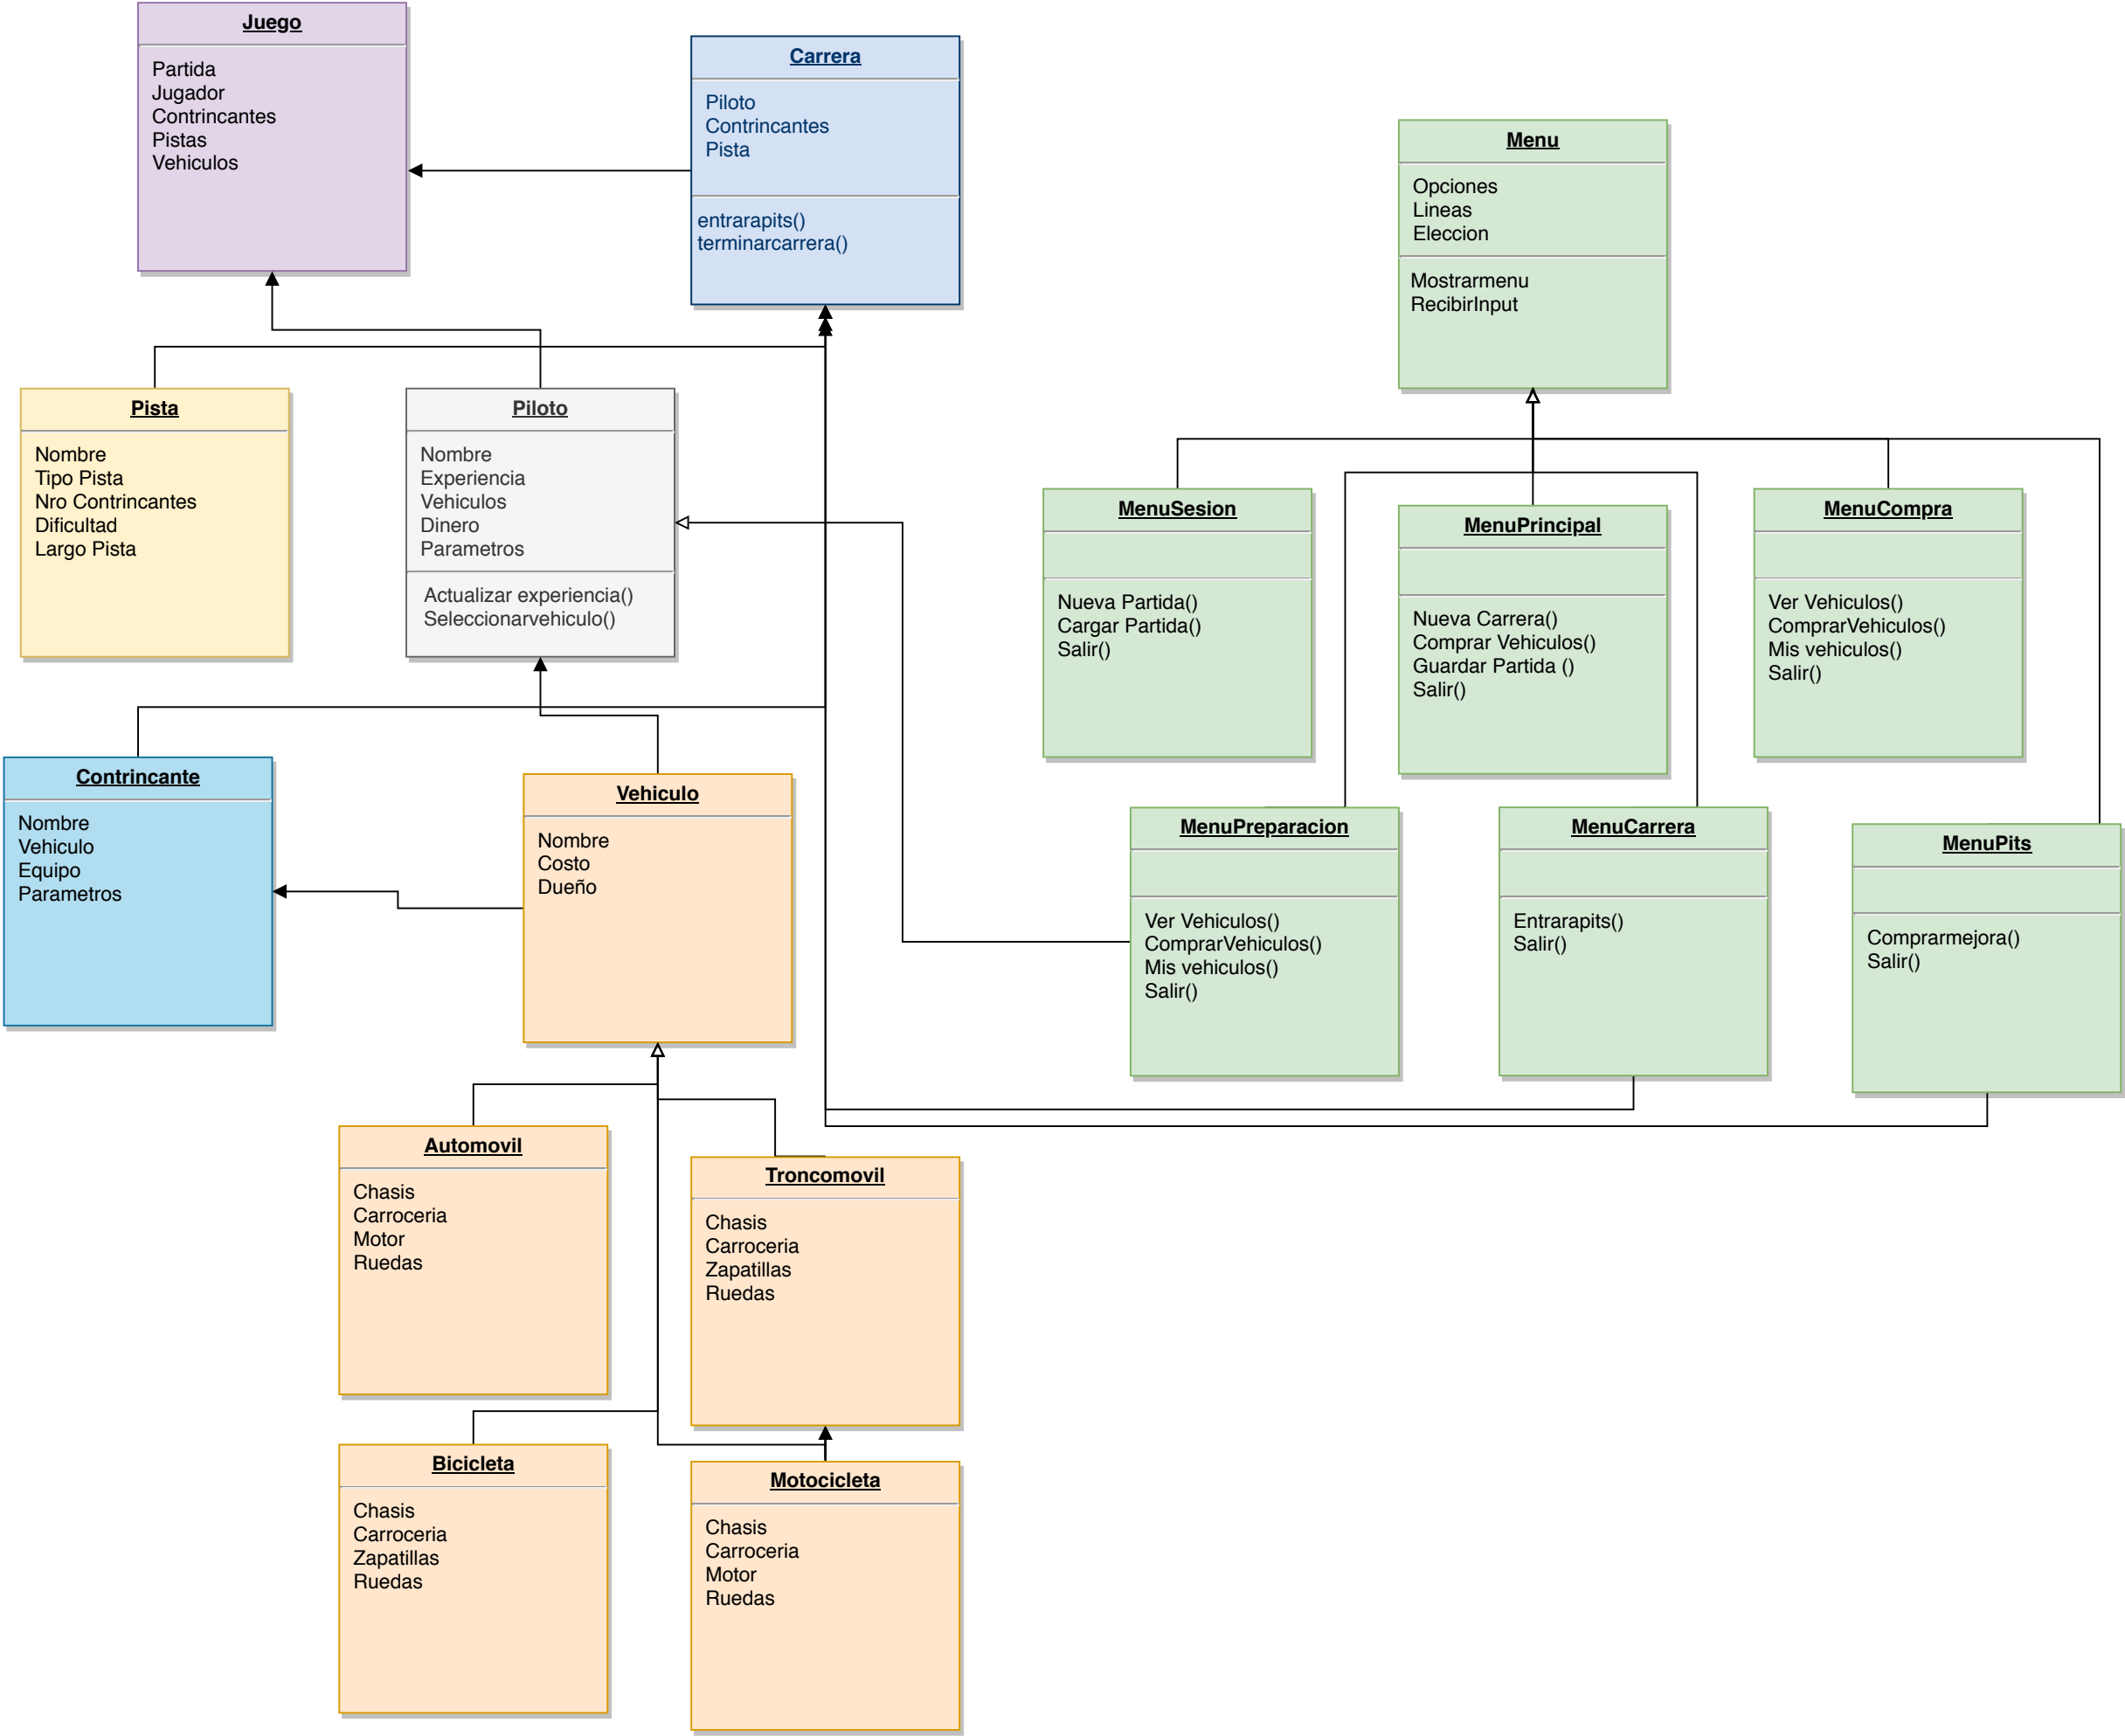 Juego
Partida
Jugador
Contrincantes
Pistas
Vehiculos
Carrera
Piloto
Contrincantes
Pista
entrarapits()
terminarcarrera()
Menu
Opciones
Lineas
Eleccion
Mostrarmenu
RecibirInput
Pista
Nombre
Tipo Pista
Nro Contrincantes
Dificultad
Largo Pista
Piloto
Nombre
Experiencia
Vehiculos
Dinero
Parametros
Actualizar experiencia()
Seleccionarvehiculo()
MenuSesion
Nueva Partida()
Cargar Partida()
Salir()
MenuPrincipal
Nueva Carrera()
Comprar Vehiculos()
Guardar Partida ()
Salir()
MenuCompra
Ver Vehiculos()
ComprarVehiculos()
Mis vehiculos()
Salir()
Contrincante
Nombre
Vehiculo
Equipo
Parametros
Vehiculo
Nombre
Costo
Dueño
MenuPreparacion
Ver Vehiculos()
ComprarVehiculos()
Mis vehiculos()
Salir()
MenuCarrera
Entrarapits()
Salir()
MenuPits
Comprarmejora()
Salir()
Automovil
Chasis
Carroceria
Motor
Ruedas
Troncomovil
Chasis
Carroceria
Zapatillas
Ruedas
Bicicleta
Chasis
Carroceria
Zapatillas
Ruedas
Motocicleta
Chasis
Carroceria
Motor
Ruedas